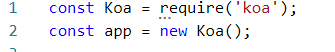 1 const Koa = require('koa');
2 const app = new Koa();